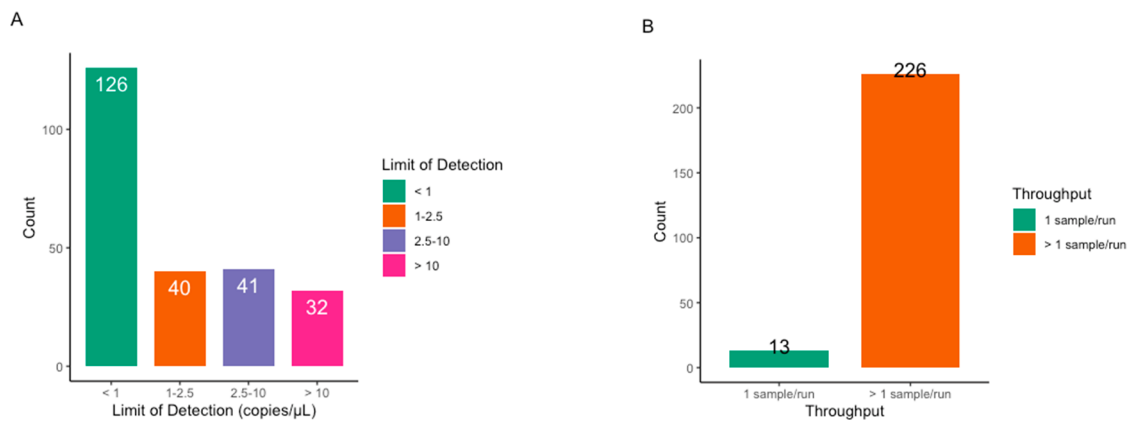 A
126
100
Count
50
0
40
41
32
< 1
1-2.5
2.5-10
> 10
Limit of Detection (copies/µL)
Limit of Detection
< 1
1-2.5
2.5-10
> 10
B
226
200
150
Count
100
50
0
13
1 sample/run
> 1 sample/run
Throughput
Throughput
1 sample/run
> 1 sample/run